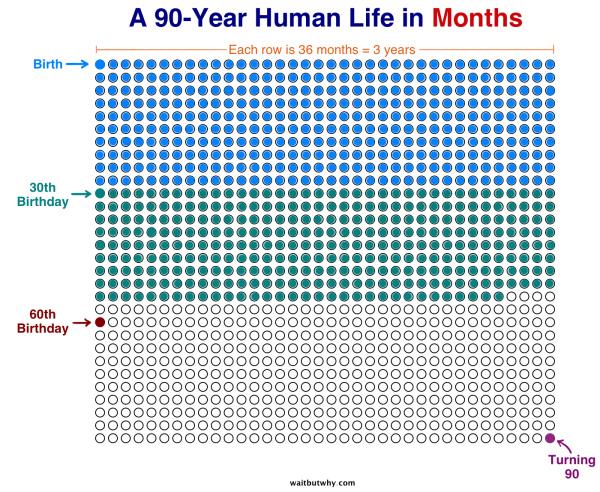 A 90-Year Human Life in Months
Each row is 36 months = 3 years
Birth
30th
Birthday
60th
Birthday
Turning
90
waitbutwhy.com